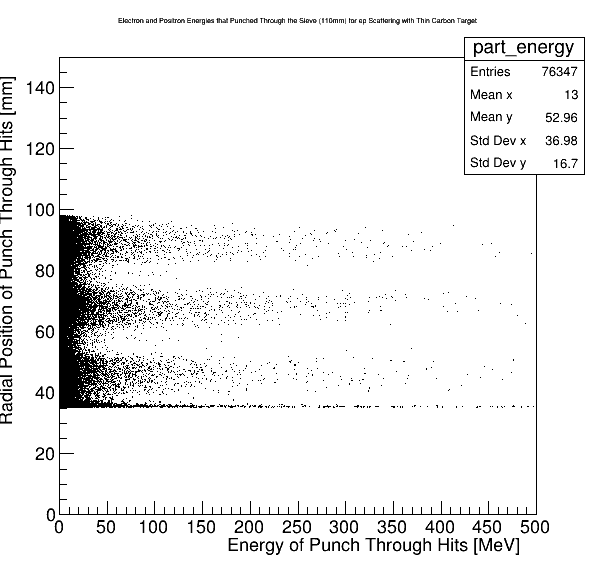 Electron and Positron Energies that Punched Through the Sieve (110mm) for ep Scattering with Thin Carbon Target
part_energy
Entries 76347
Mean x 13
Mean y 52.96
Std Dev x 36.98
Std Dev y 16.7
Radial Position of Punch Through Hits [mm]
140
120
100
80
60
40
20
0
0 50 100 150 200 250 300 350 400 450 500
Energy of Punch Through Hits [MeV]